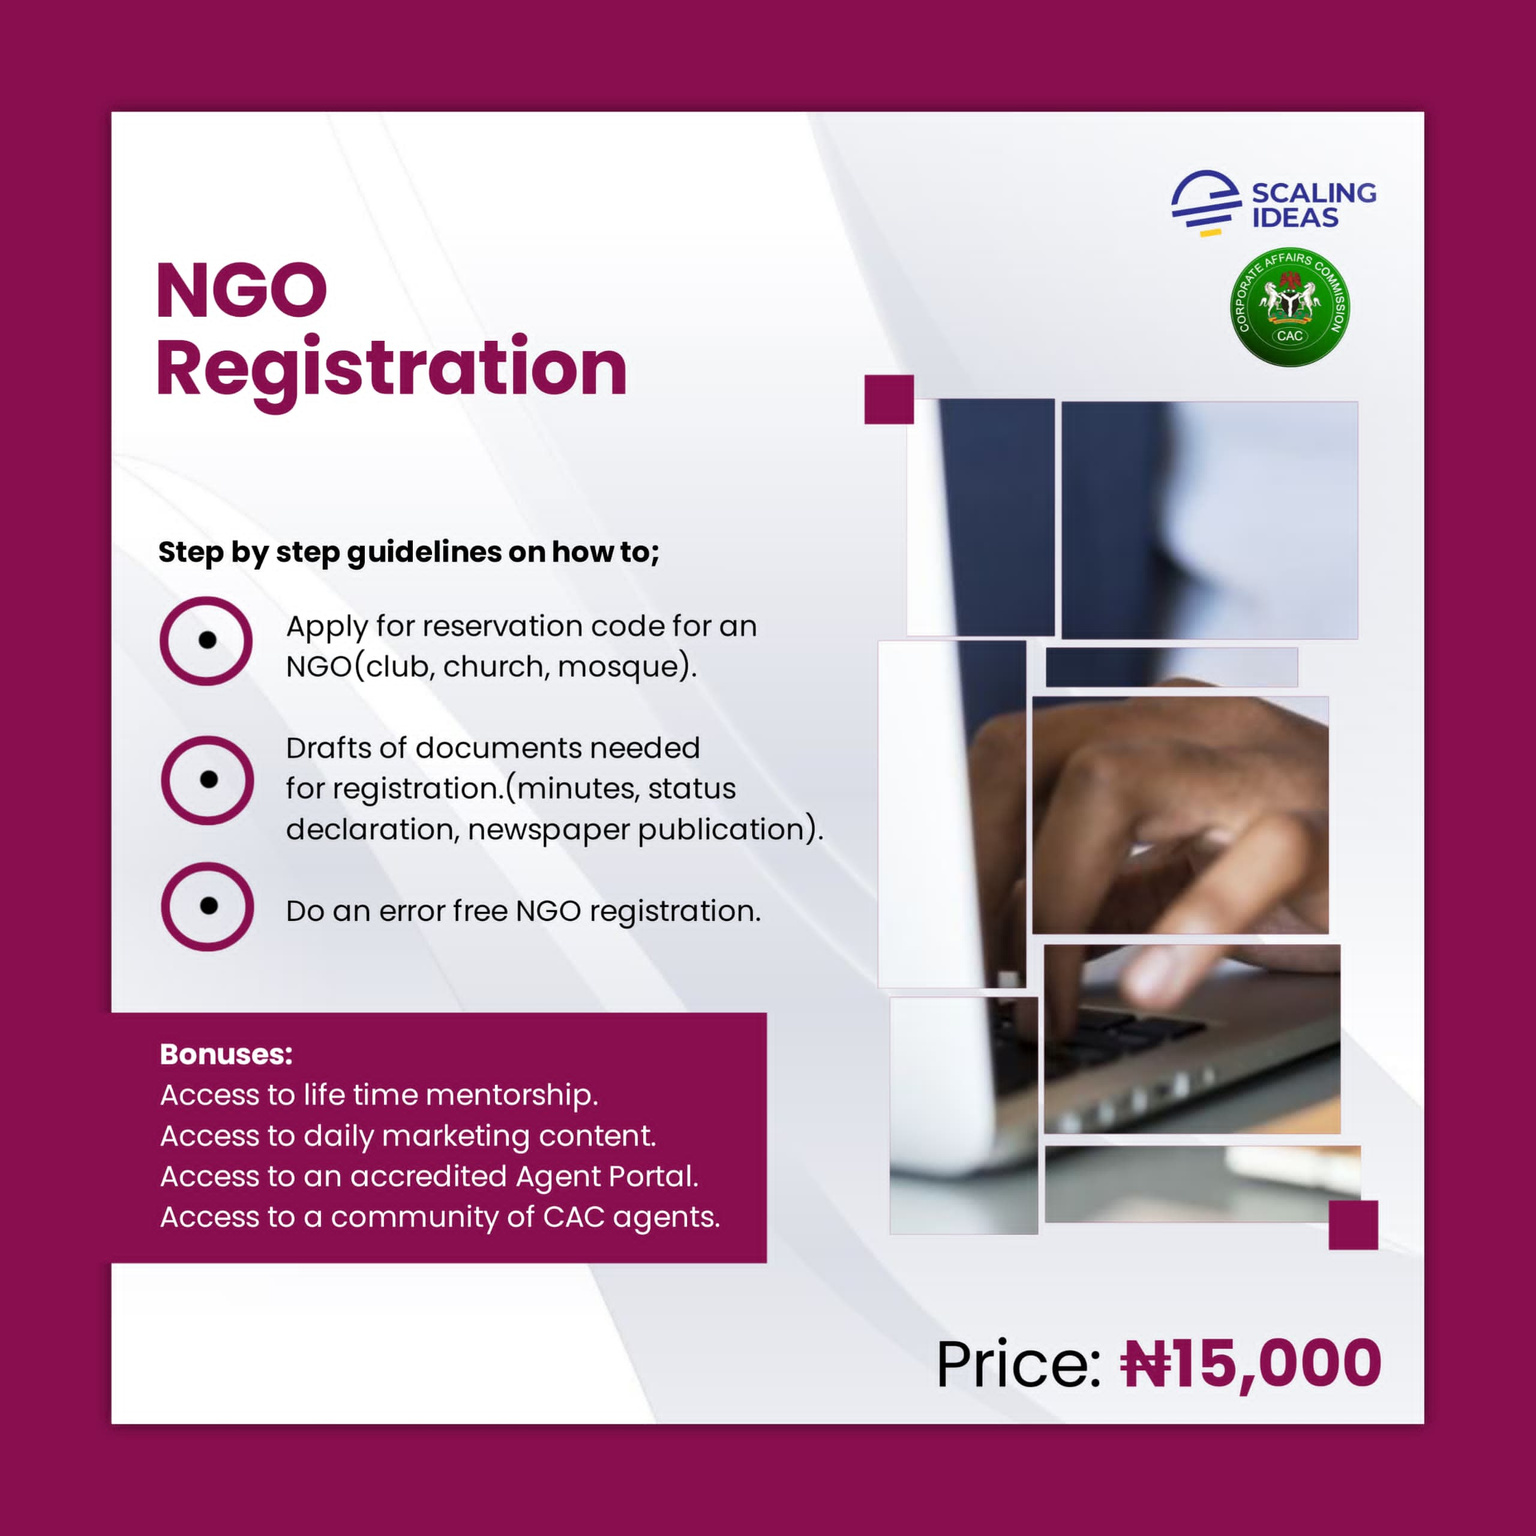 SCALING
IDEAS
CORPORATE AFFAIRS COMMISSION
CAC
NGO
Registration
Step by step guidelines on how to;
Apply for reservation code for an
NGO(club, church, mosque).
Drafts of documents needed
for registration.(minutes, status
declaration, newspaper publication).
Do an error free NGO registration.
Bonuses:
Access to life time mentorship.
Access to daily marketing content.
Access to an accredited Agent Portal.
Access to a community of CAC agents.
Price: ₦15,000